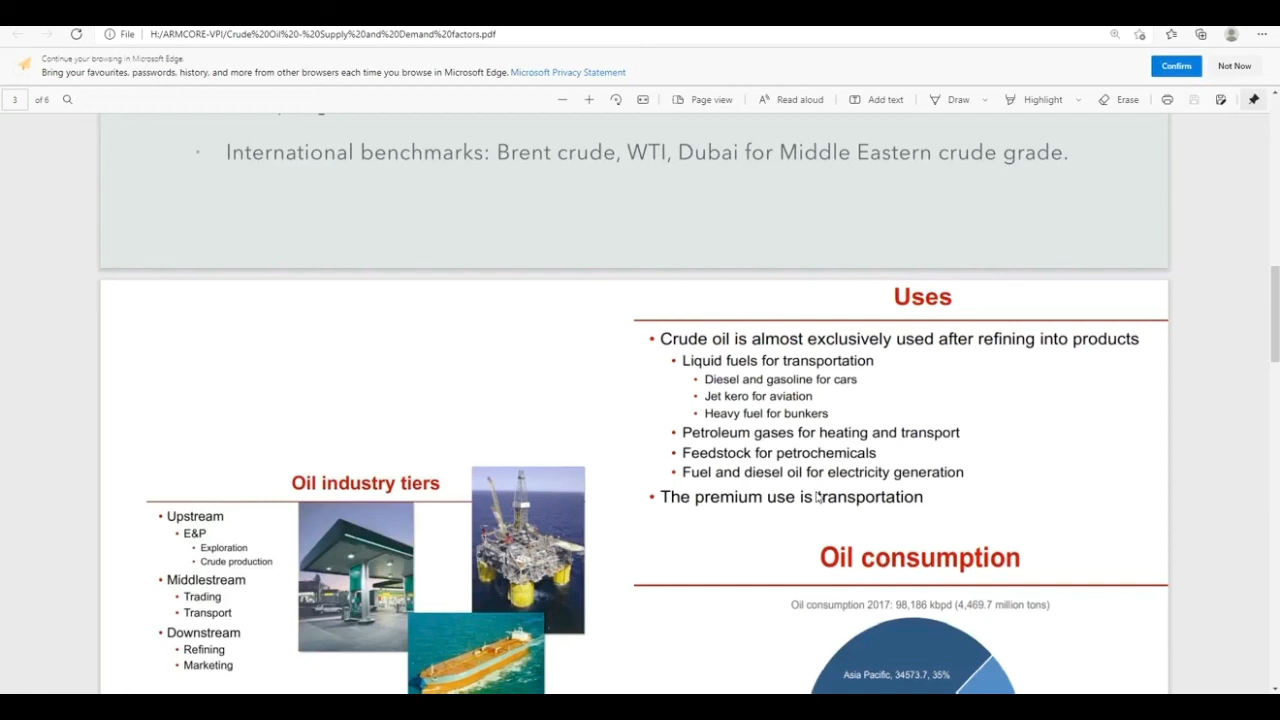 File
H:/ARMCORE-VPI/Crude%20Oil%20-%20Supply%20and%20Demand%20factors.pdf
Continue your browsing in Microsoft Edge.
Bring your favourites, passwords, history, and more from other browsers each time you browse in Microsoft Edge. Microsoft Privacy Statement
Confirm
Not Now
3 of 6
Page view
Read aloud
Add text
Draw
Highlight
Erase
· International benchmarks: Brent crude, WTI, Dubai for Middle Eastern crude grade.
Oil industry tiers
• Upstream
• E&P
• Exploration
• Crude production
• Middlestream
• Trading
• Transport
• Downstream
• Refining
• Marketing
Uses
• Crude oil is almost exclusively used after refining into products
• Liquid fuels for transportation
• Diesel and gasoline for cars
• Jet kero for aviation
• Heavy fuel for bunkers
• Petroleum gases for heating and transport
• Feedstock for petrochemicals
• Fuel and diesel oil for electricity generation
• The premium use is transportation
Oil consumption
Oil consumption 2017: 98,186 kbpd (4,469.7 million tons)
Asia Pacific, 34573.7, 35%